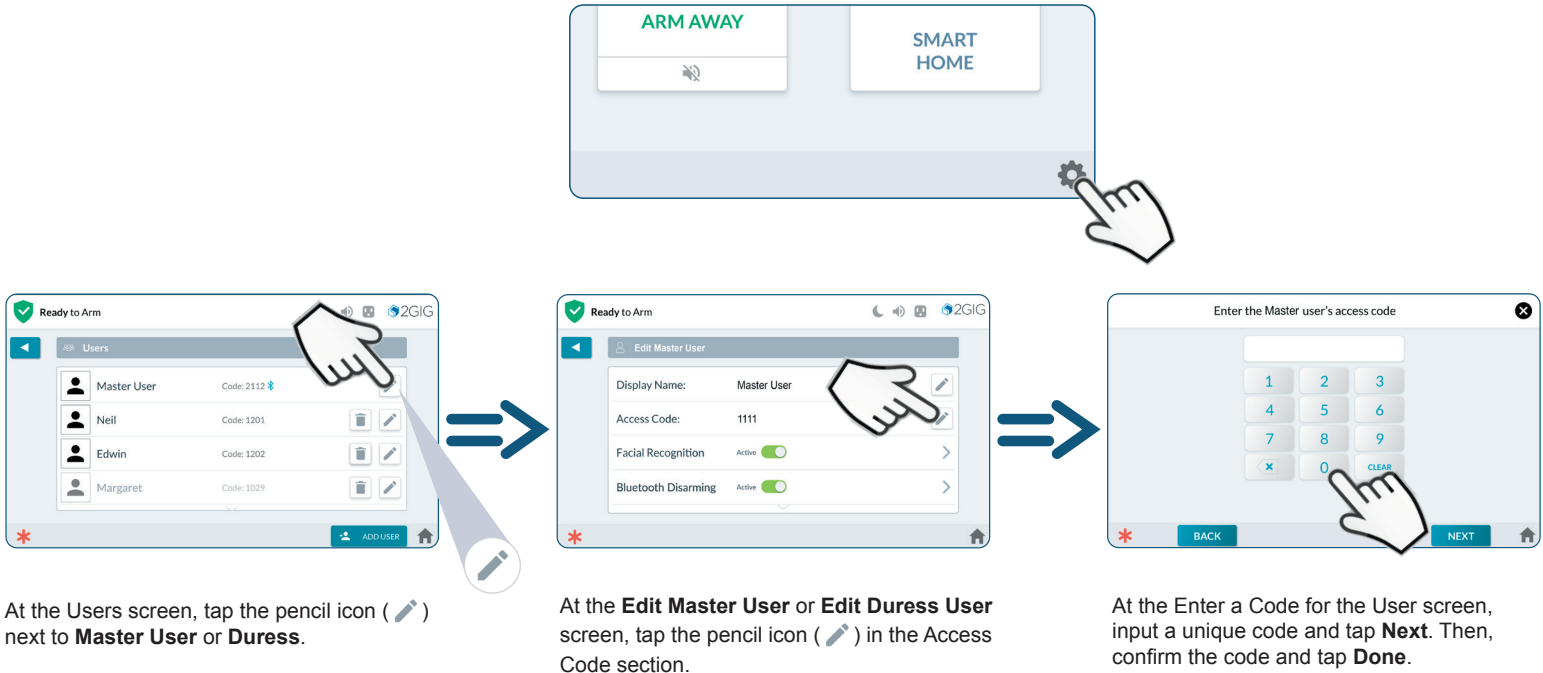 ARM AWAY
SMART
HOME
Ready to Arm
2GIG
Users
Master User
Code: 2112
Neil
Code: 1201
Edwin
Code: 1202
Margaret
Code: 1029
ADD USER
At the Users screen, tap the pencil icon ( )
next to Master User or Duress.
Ready to Arm
2GIG
Edit Master User
Display Name: Master User
Access Code: 1111
Facial Recognition Active
Bluetooth Disarming Active
At the Edit Master User or Edit Duress User
screen, tap the pencil icon ( ) in the Access
Code section.
Enter the Master user's access code
1 2 3
4 5 6
7 8 9
0 CLEAR
BACK
NEXT
At the Enter a Code for the User screen,
input a unique code and tap Next. Then,
confirm the code and tap Done.